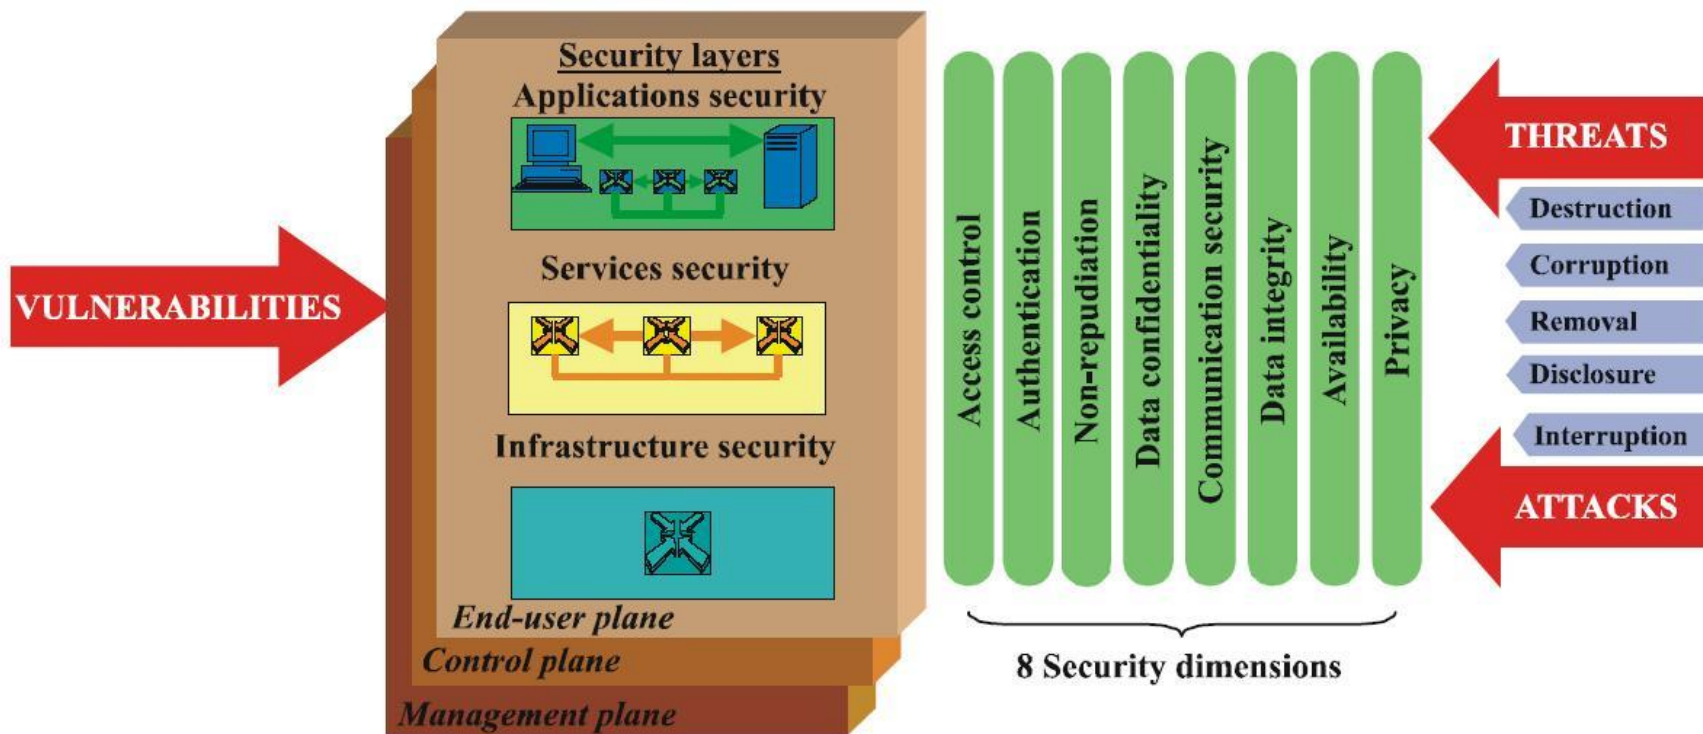 Security layers
Applications security
Services security
Infrastructure security
End-user plane
Control plane
Management plane
VULNERABILITIES
Access control
Authentication
Non-repudiation
Data confidentiality
Communication security
Data integrity
Availability
Privacy
8 Security dimensions
THREATS
Destruction
Corruption
Removal
Disclosure
Interruption
ATTACKS